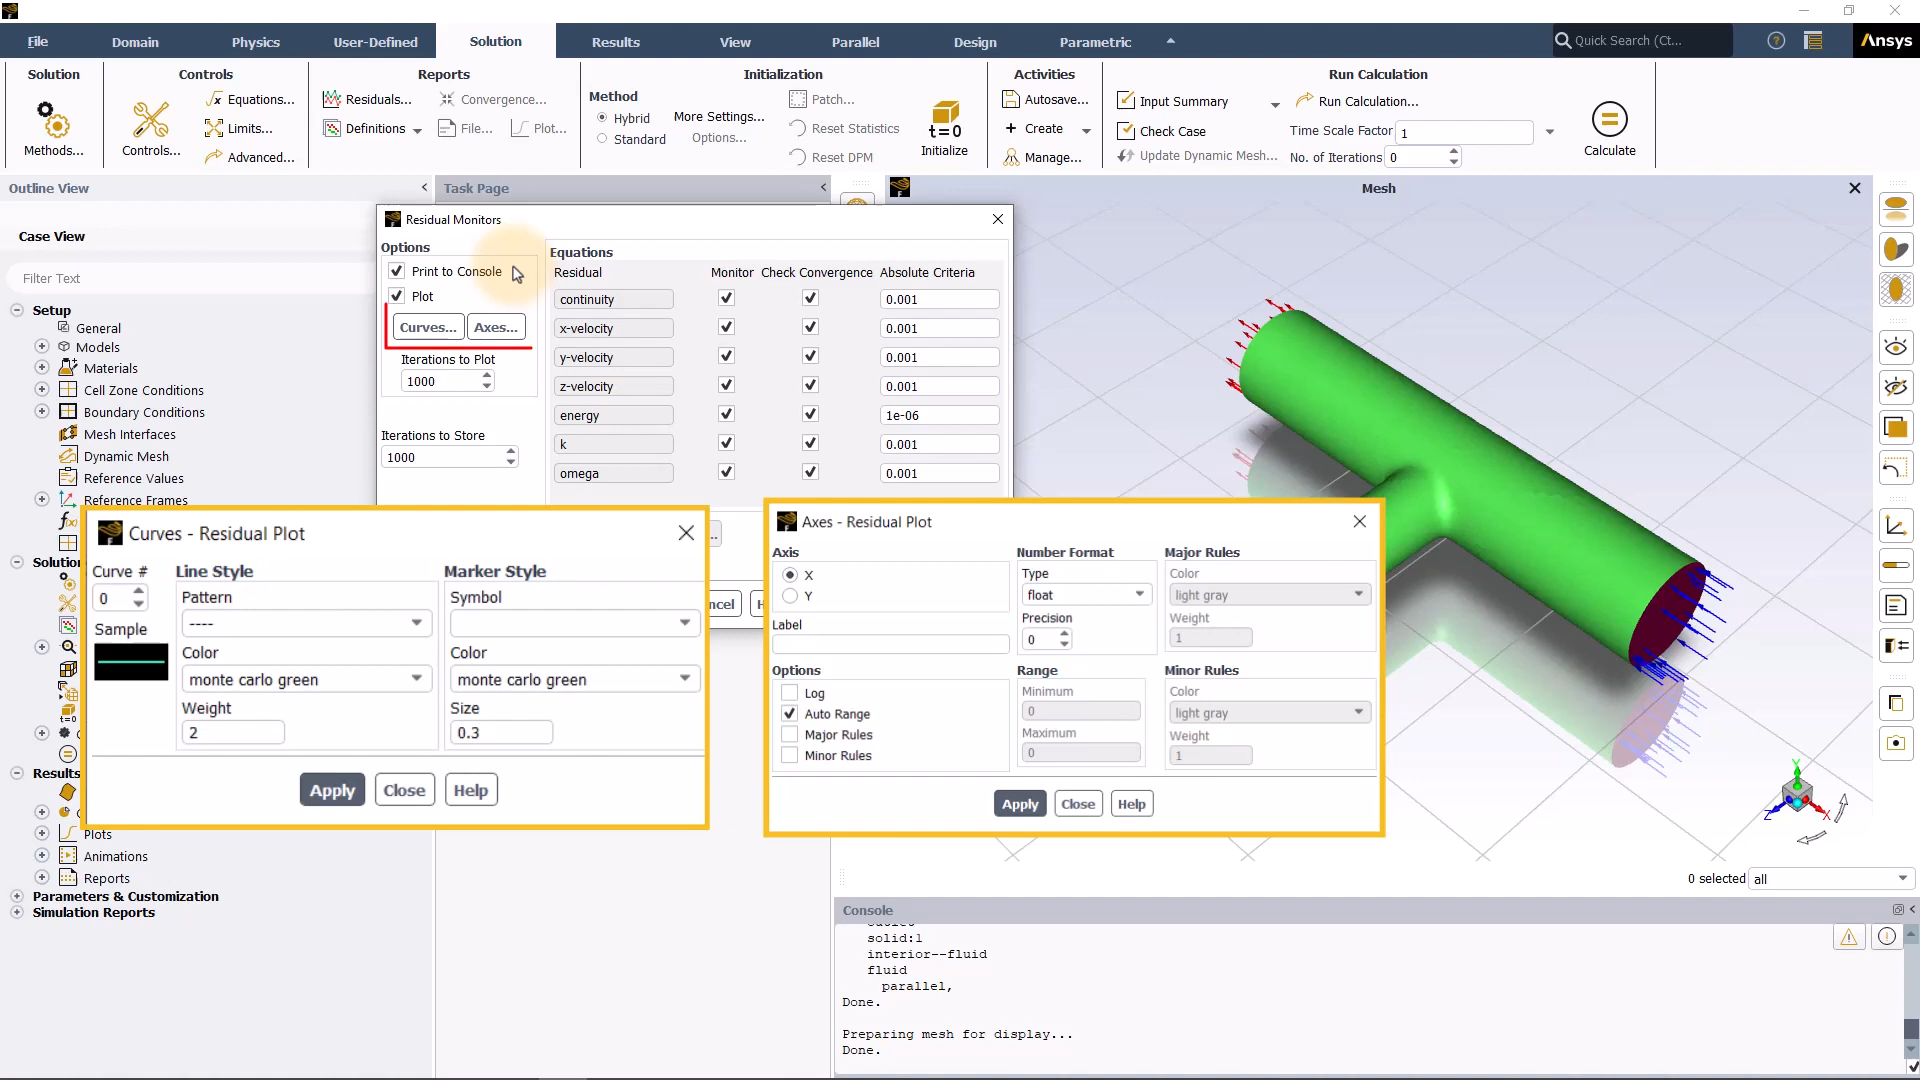 File
Domain
Physics
User-Defined
Solution
Results
View
Parallel
Design
Parametric
Quick Search (Ct...
Ansys
Solution
Methods...
Controls
Controls...
Equations...
Limits...
Advanced...
Reports
Residuals...
Convergence...
Definitions
File...
Plot...
Initialization
Method
Hybrid
Standard
More Settings...
Options...
Patch...
Reset Statistics
Reset DPM
t=0
Initialize
Activities
Autosave...
Create
Manage...
Run Calculation
Input Summary
Check Case
Update Dynamic Mesh...
Run Calculation...
Time Scale Factor 1
No. of Iterations 0
Calculate
Outline View
Task Page
Mesh
Case View
Filter Text
Setup
General
Models
Materials
Cell Zone Conditions
Boundary Conditions
Mesh Interfaces
Dynamic Mesh
Reference Values
Reference Frames
Solution
Results
Plots
Animations
Reports
Parameters & Customization
Simulation Reports
Residual Monitors
Options
Print to Console
Plot
Curves... Axes...
Iterations to Plot
1000
Iterations to Store
1000
Equations
Residual Monitor Check Convergence Absolute Criteria
continuity 0.001
x-velocity 0.001
y-velocity 0.001
z-velocity 0.001
energy 1e-06
k 0.001
omega 0.001
ncel
H
Curves - Residual Plot
Curve #
0
Sample
Line Style
Pattern
----
Color
monte carlo green
Weight
2
Marker Style
Symbol
Color
monte carlo green
Size
0.3
Apply Close Help
Axes - Residual Plot
Axis
X
Y
Label
Options
Log
Auto Range
Major Rules
Minor Rules
Number Format
Type
float
Precision
0
Range
Minimum
0
Maximum
0
Major Rules
Color
light gray
Weight
1
Minor Rules
Color
light gray
Weight
1
Apply Close Help
Y
Z
X
0 selected all
Console
solid:1
interior--fluid
fluid
parallel,
Done.
Preparing mesh for display...
Done.